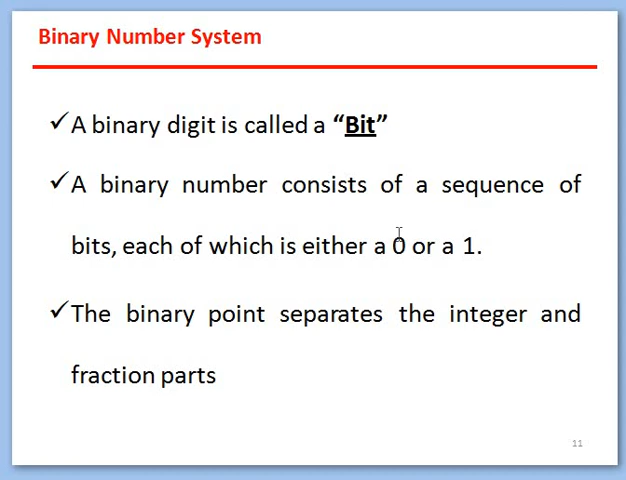 Binary Number System
✓A binary digit is called a “Bit”
✓A binary number consists of a sequence of
bits, each of which is either a 0 or a 1.
✓The binary point separates the integer and
fraction parts
11